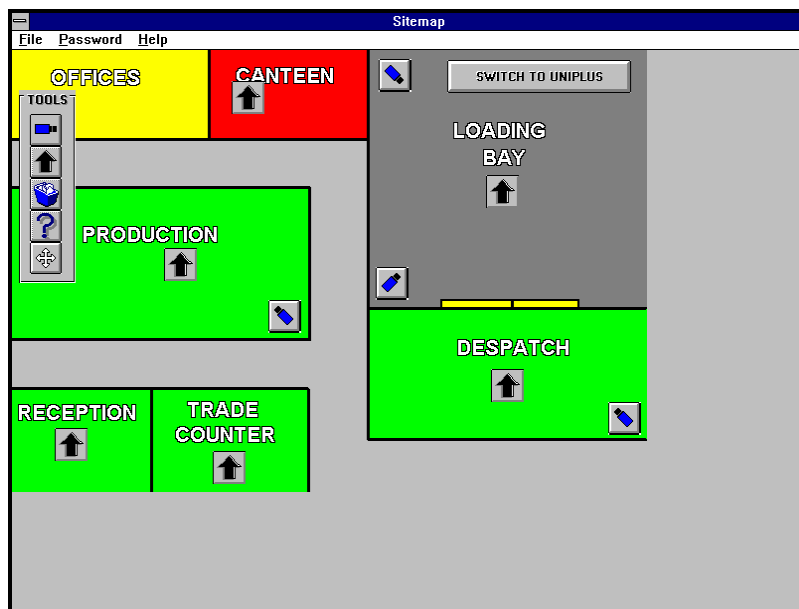 Sitemap
File Password Help
OFFICES
CANTEEN
SWITCH TO UNIPLUS
TOOLS
LOADING
BAY
?
PRODUCTION
DESPATCH
RECEPTION
TRADE
COUNTER